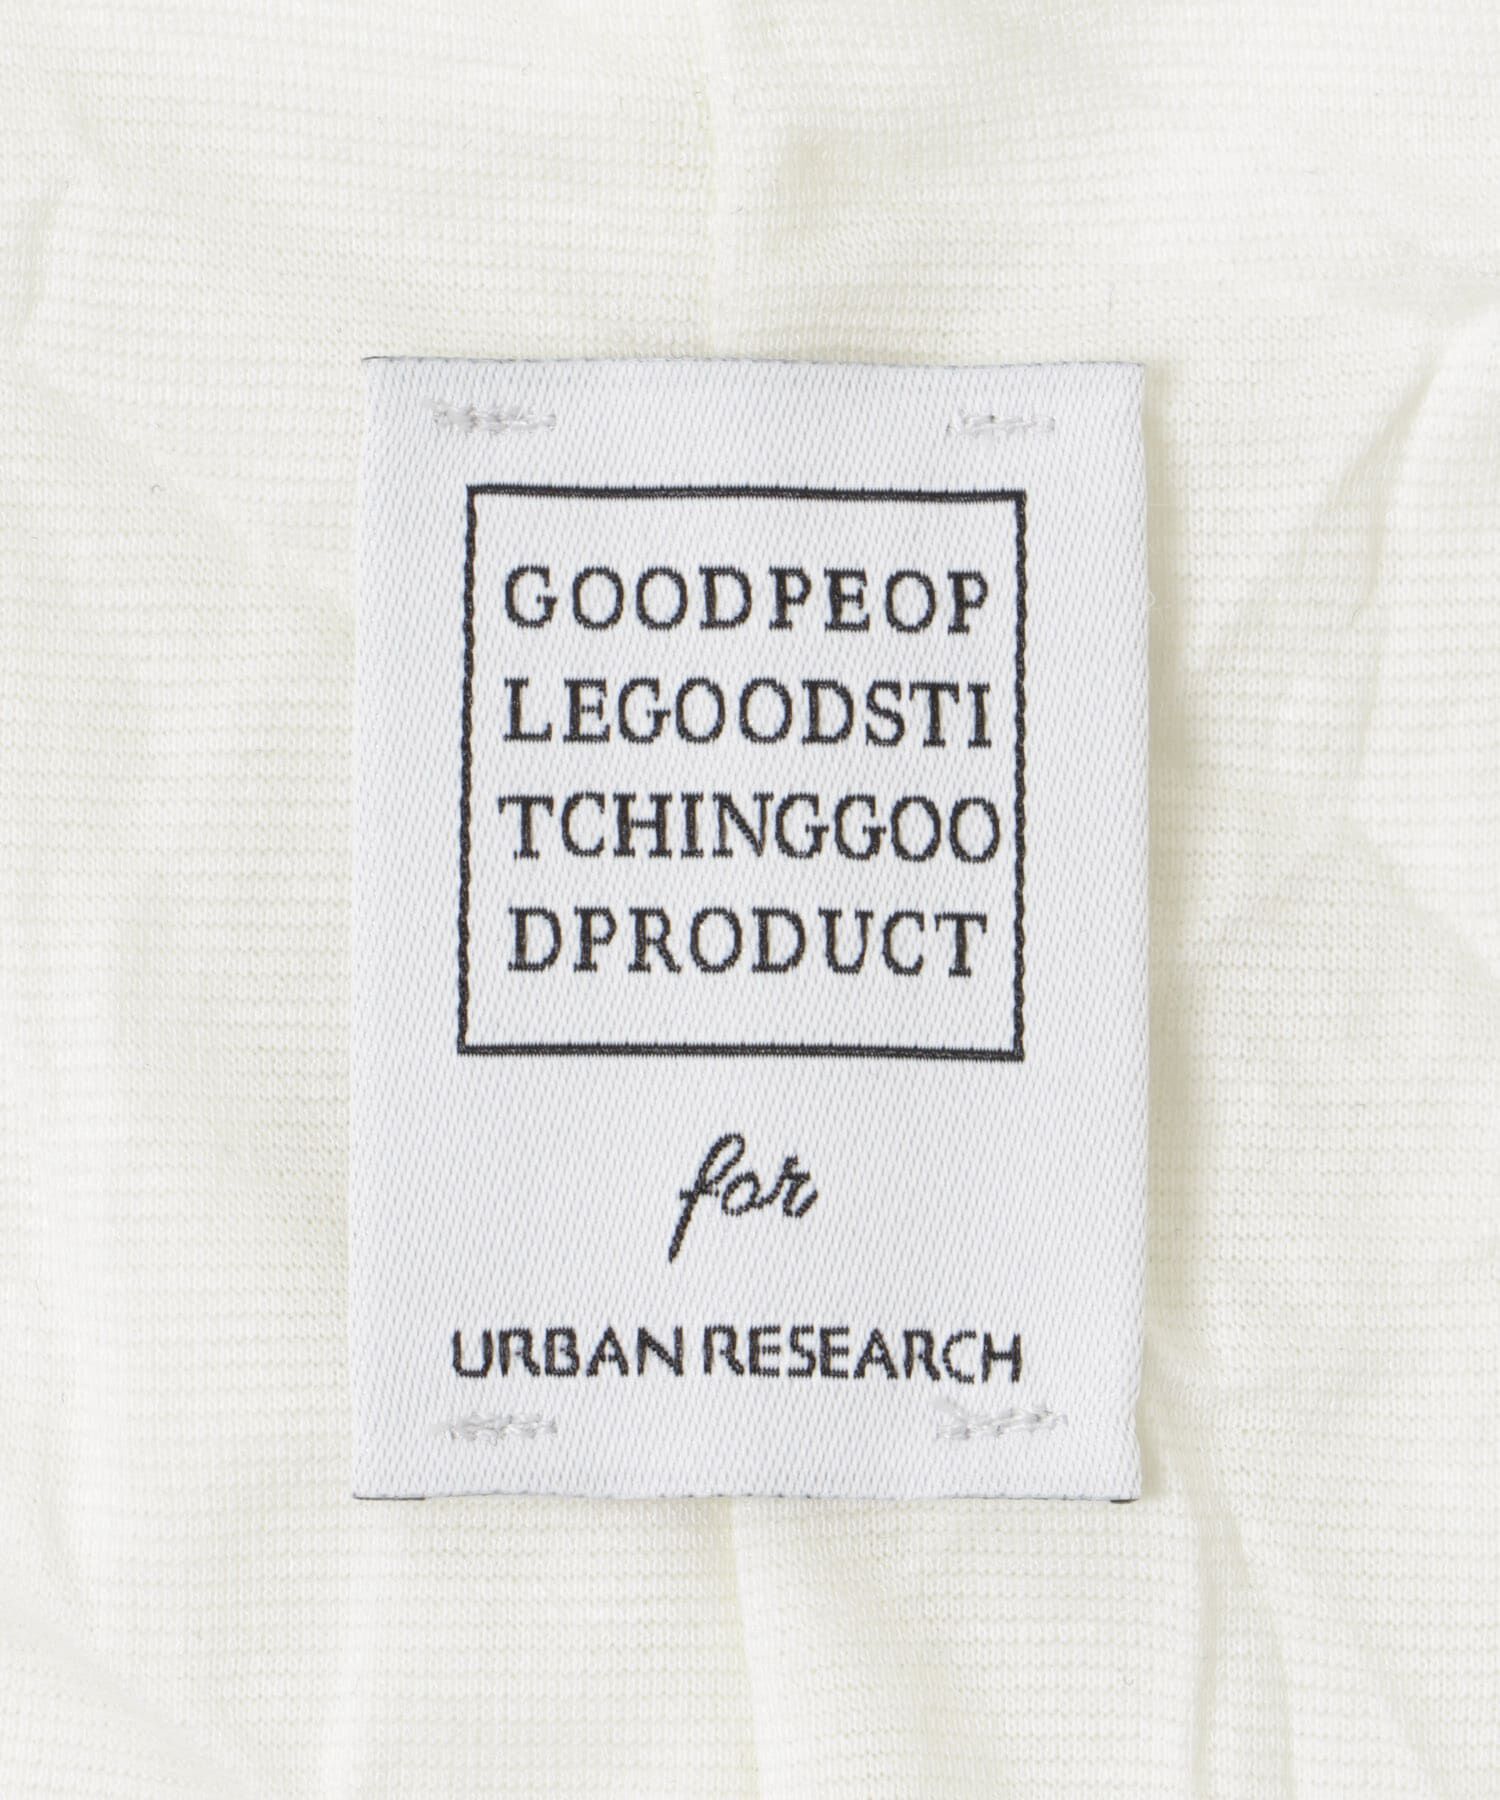 GOODPEOP
LEGOODSTI
TCHINGGOO
DPRODUCT
for
URBAN RESEARCH